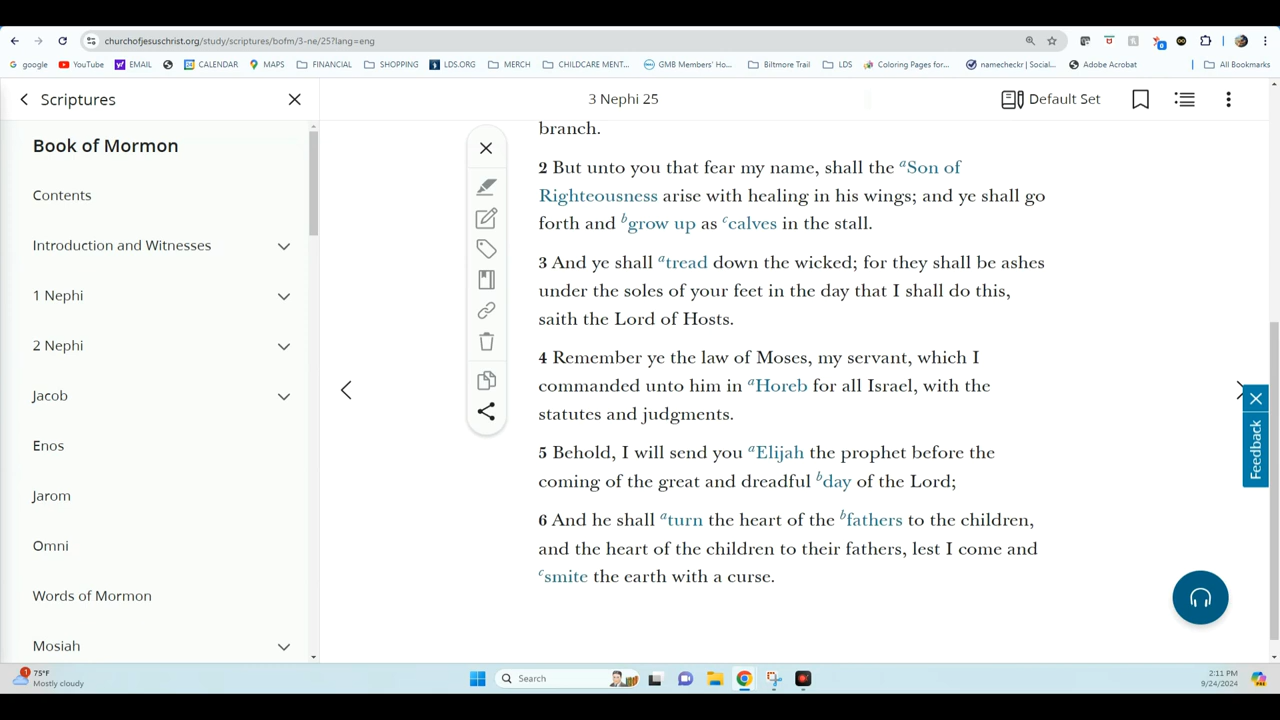 churchofjesuschrist.org/study/scriptures/bofm/3-ne/25?lang=eng
google YouTube EMAIL CALENDAR MAPS FINANCIAL SHOPPING LDS.ORG MERCH CHILDCARE MENT... GMB Members' Ho... Biltmore Trail LDS Coloring Pages for... namecheckr | Social... Adobe Acrobat All Bookmarks
Scriptures
3 Nephi 25
Default Set
Book of Mormon
Contents
Introduction and Witnesses
1 Nephi
2 Nephi
Jacob
Enos
Jarom
Omni
Words of Mormon
Mosiah
branch.
2 But unto you that fear my name, shall the aSon of
Righteousness arise with healing in his wings; and ye shall go
forth and bgrow up as ccalves in the stall.
3 And ye shall atread down the wicked; for they shall be ashes
under the soles of your feet in the day that I shall do this,
saith the Lord of Hosts.
4 Remember ye the law of Moses, my servant, which I
commanded unto him in aHoreb for all Israel, with the
statutes and judgments.
5 Behold, I will send you aElijah the prophet before the
coming of the great and dreadful bday of the Lord;
6 And he shall aturn the heart of the bfathers to the children,
and the heart of the children to their fathers, lest I come and
csmite the earth with a curse.
Feedback
1
75°F
Mostly cloudy
Search
2:11 PM
9/24/2024